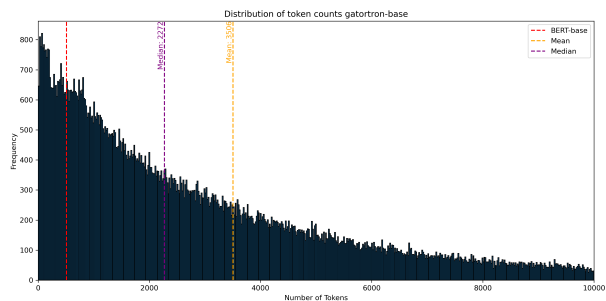 Distribution of token counts gatortron-base
800
700
600
500
400
300
200
100
0
Frequency
Median: 2272
Mean: 3506
BERT-base
Mean
Median
0 2000 4000 6000 8000 10000
Number of Tokens